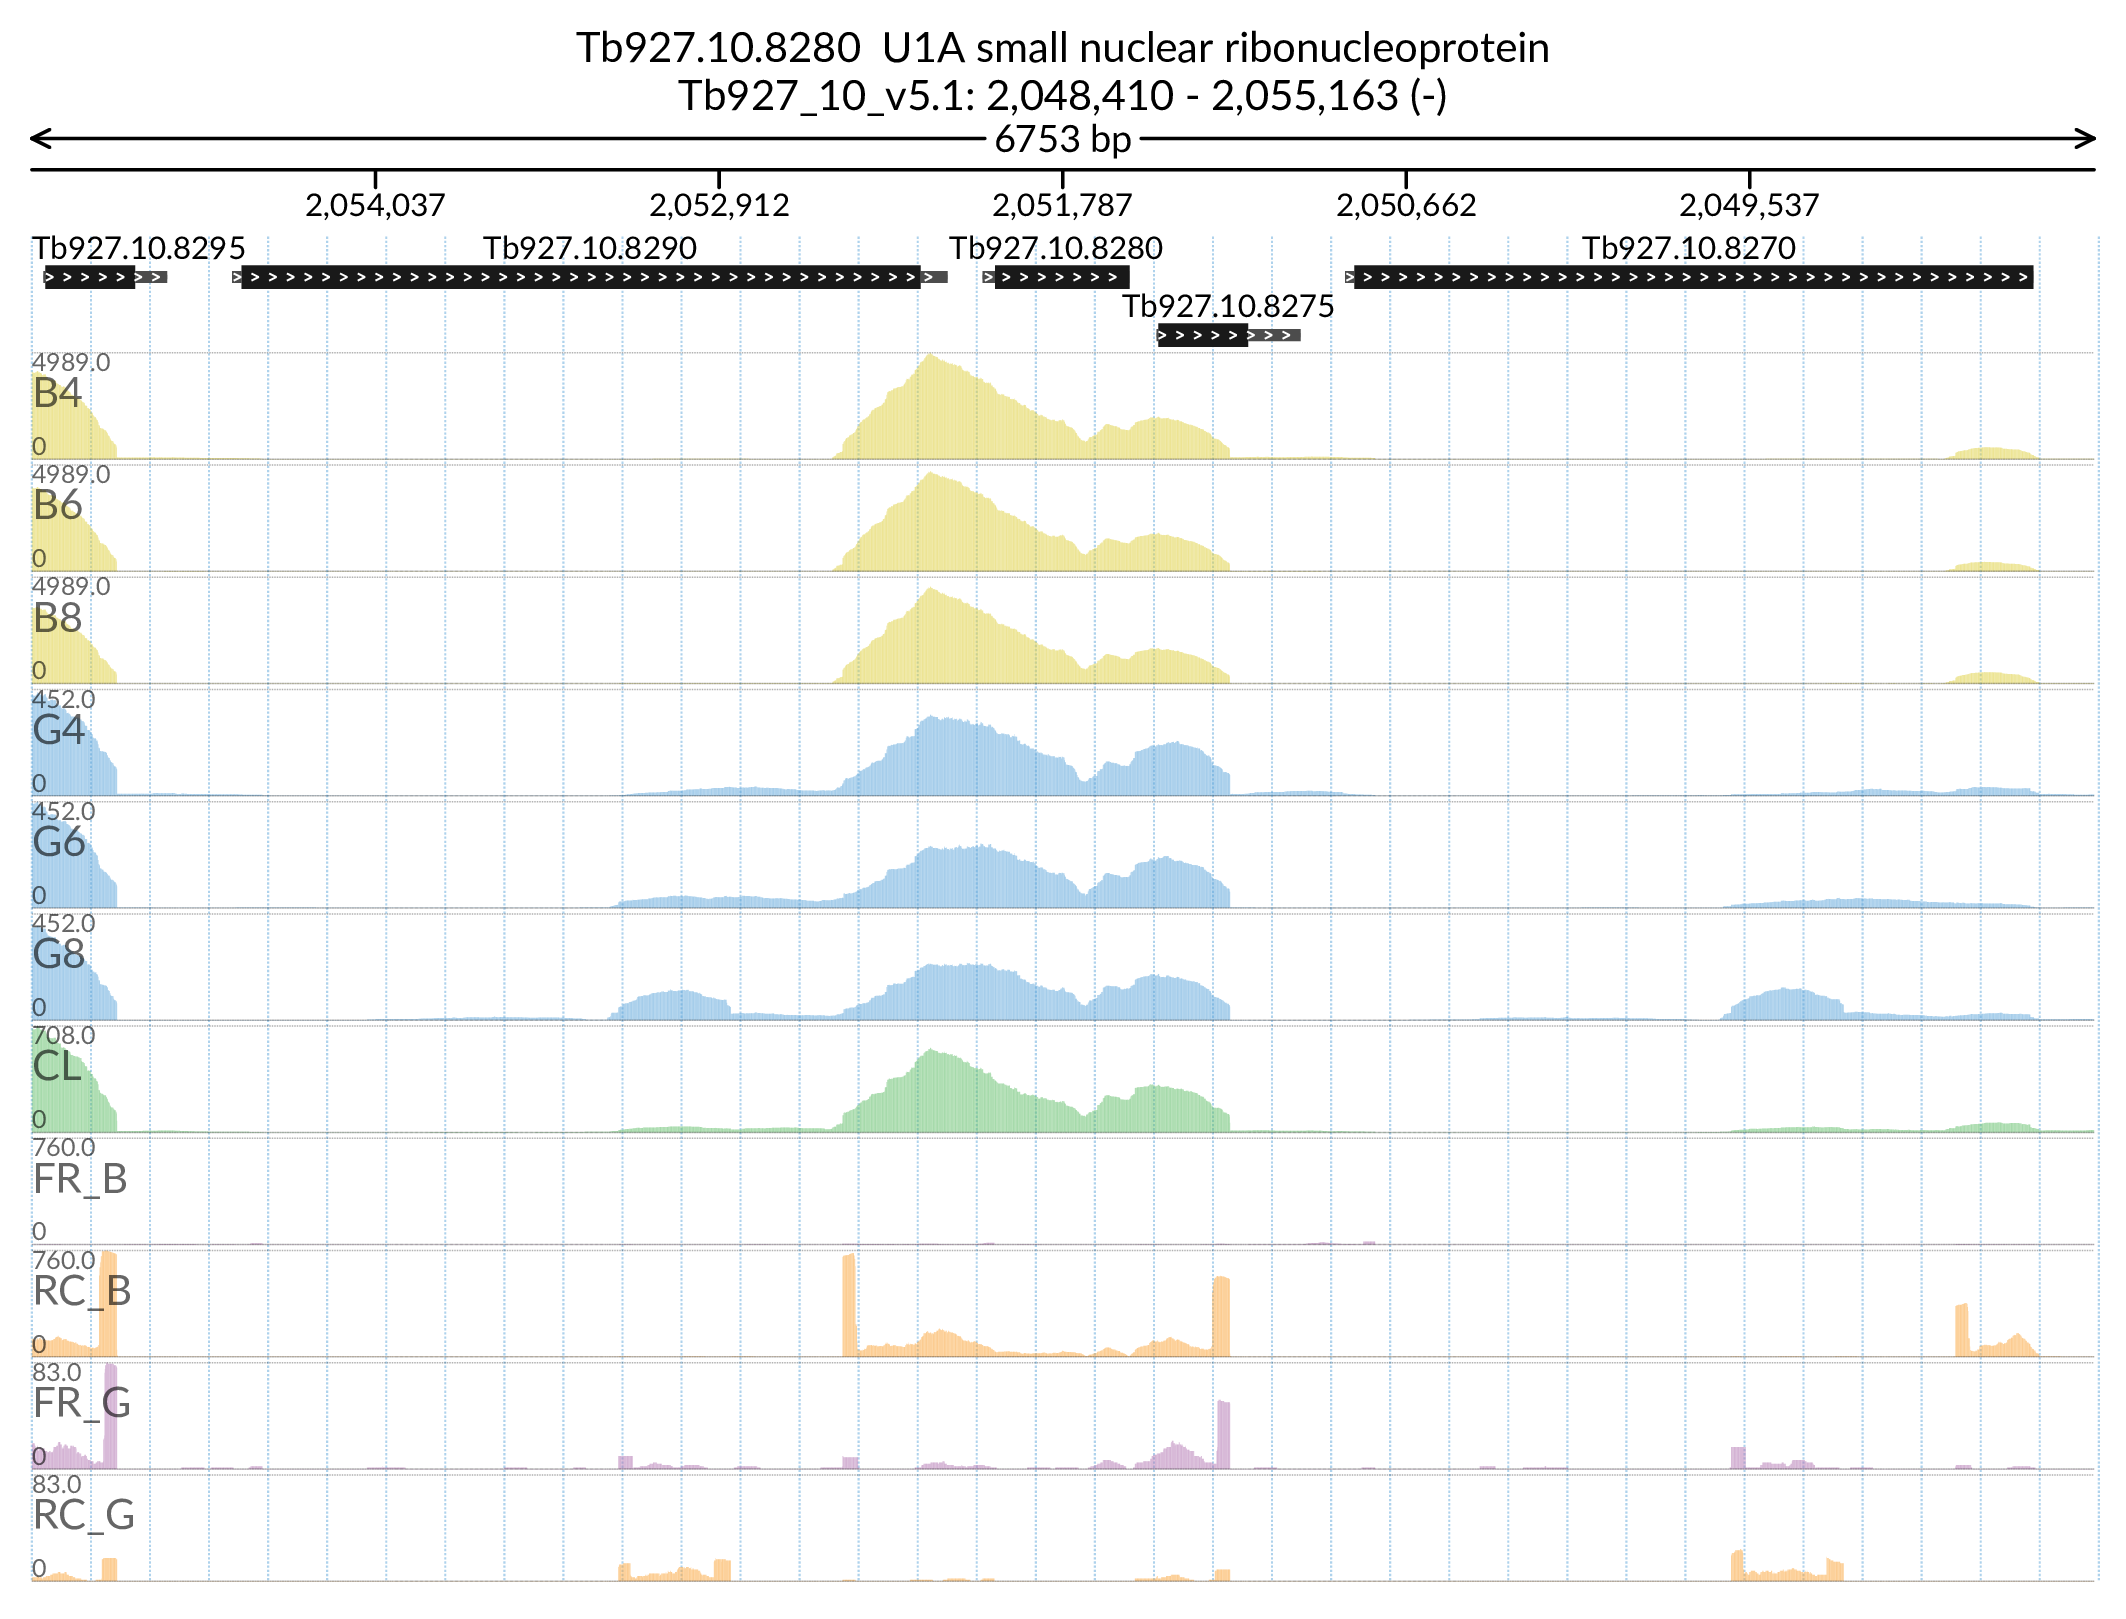 Tb927.10.8280  U1A small nuclear ribonucleoprotein
Tb927_10_v5.1: 2,048,410 - 2,055,163 (-)
6753 bp
2,054,037 2,052,912 2,051,787 2,050,662 2,049,537
Tb927.10.8295 Tb927.10.8290 Tb927.10.8280 Tb927.10.8270
Tb927.10.8275
4989.0
B4
0
4989.0
B6
0
4989.0
B8
0
452.0
G4
0
452.0
G6
0
452.0
G8
0
708.0
CL
0
760.0
FR_B
0
760.0
RC_B
0
83.0
FR_G
0
83.0
RC_G
0